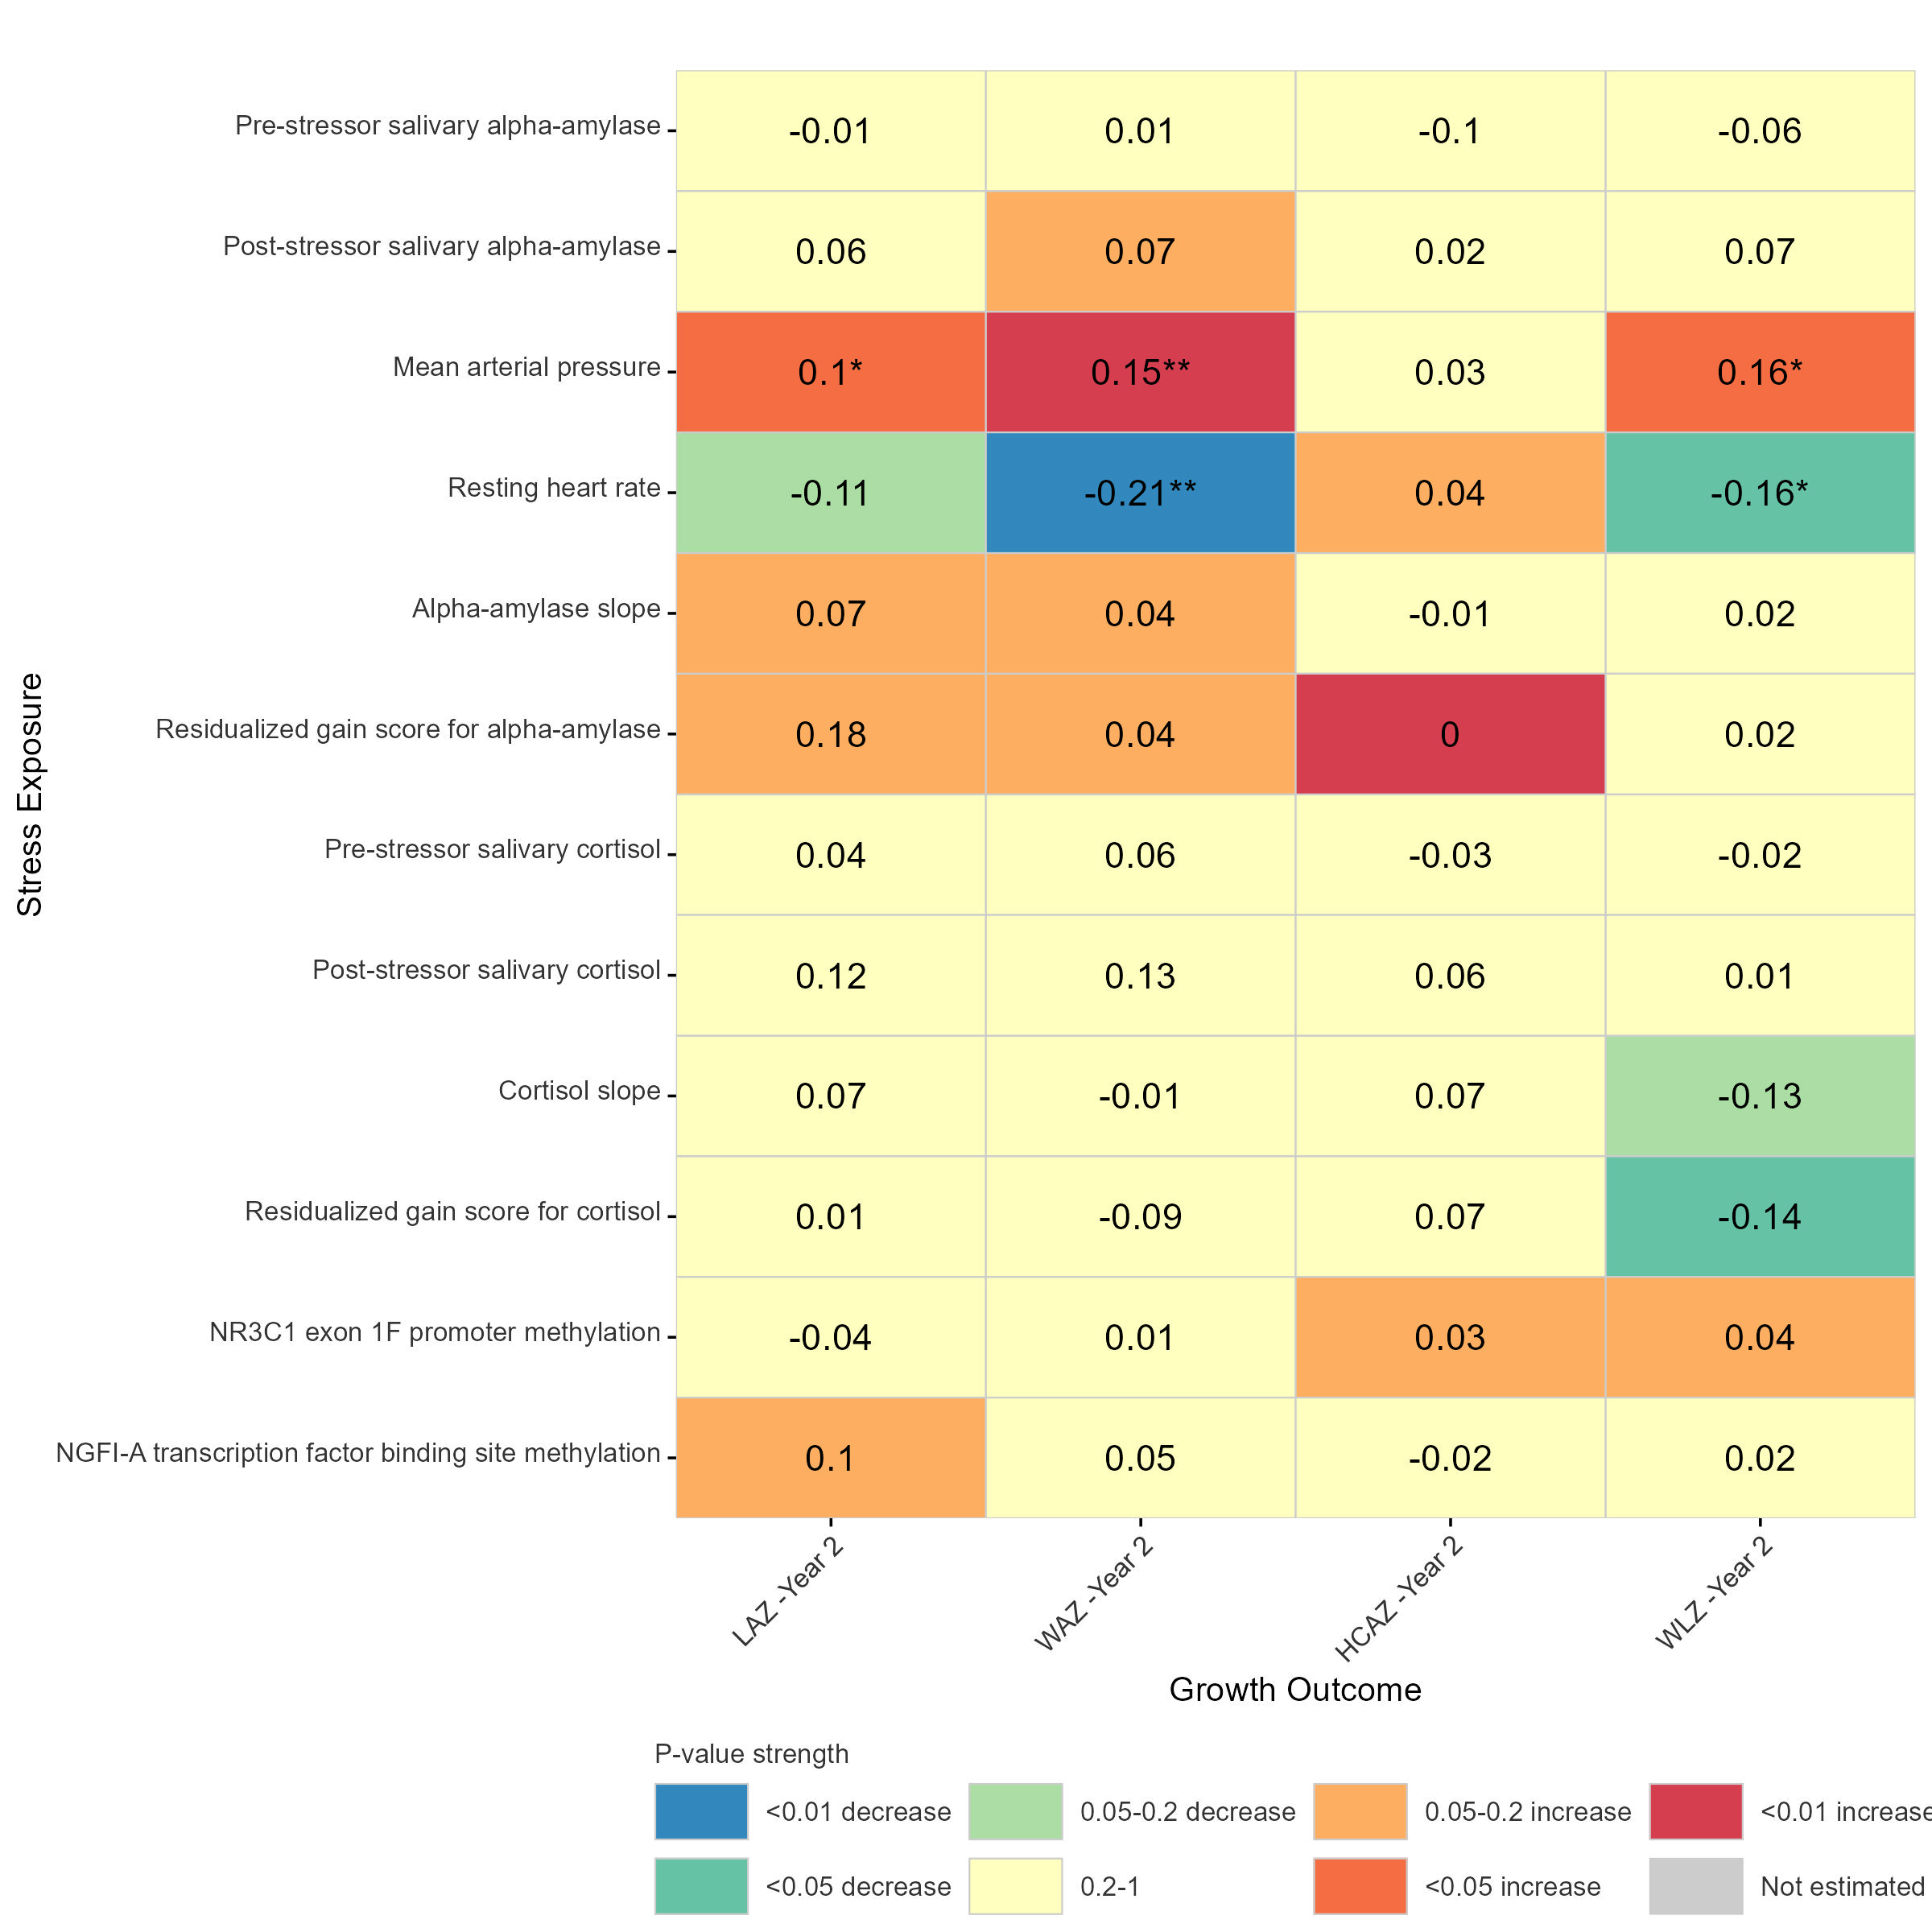 Pre-stressor salivary alpha-amylase -0.01 0.01 -0.1 -0.06
Post-stressor salivary alpha-amylase 0.06 0.07 0.02 0.07
Mean arterial pressure 0.1* 0.15** 0.03 0.16*
Resting heart rate -0.11 -0.21** 0.04 -0.16*
Alpha-amylase slope 0.07 0.04 -0.01 0.02
Residualized gain score for alpha-amylase 0.18 0.04 0 0.02
Pre-stressor salivary cortisol 0.04 0.06 -0.03 -0.02
Post-stressor salivary cortisol 0.12 0.13 0.06 0.01
Cortisol slope 0.07 -0.01 0.07 -0.13
Residualized gain score for cortisol 0.01 -0.09 0.07 -0.14
NR3C1 exon 1F promoter methylation -0.04 0.01 0.03 0.04
NGFI-A transcription factor binding site methylation 0.1 0.05 -0.02 0.02
Stress Exposure
LAZ -Year 2 WAZ -Year 2 HCAZ -Year 2 WLZ -Year 2
Growth Outcome
P-value strength
<0.01 decrease 0.05-0.2 decrease 0.05-0.2 increase <0.01 increase
<0.05 decrease 0.2-1 <0.05 increase Not estimated